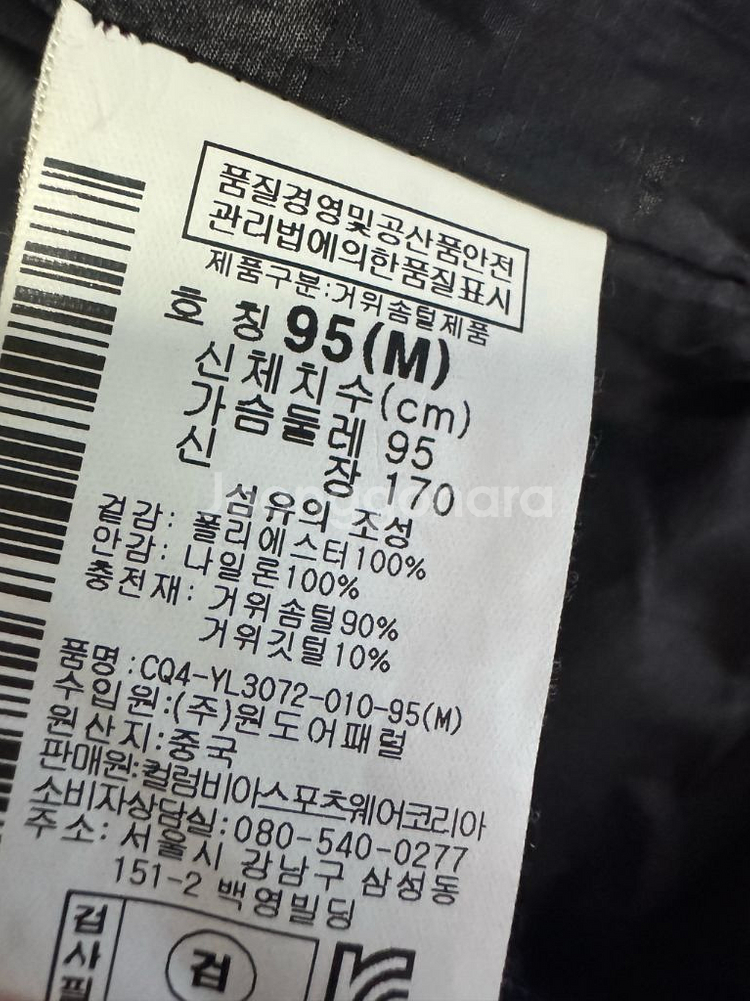 품질경영및공산품안전
관리법에의한품질표시
제품구분:거위솜털제품
호 칭 95(M)
신체치수(cm)
가슴둘레 95
신 장 170
섬유의 조성
겉감: 폴리에스터100%
안감: 나일론100%
충전재: 거위솜털90%
거위깃털10%
품명:CQ4-YL3072-010-95(M)
수입원:(주)원도어패럴
원산지:중국
판매원:컬럼비아스포츠웨어코리아
소비자상담실:080-540-0277
주소: 서울시 강남구 삼성동
151-2 백영빌딩
검사필
검
Joongonara